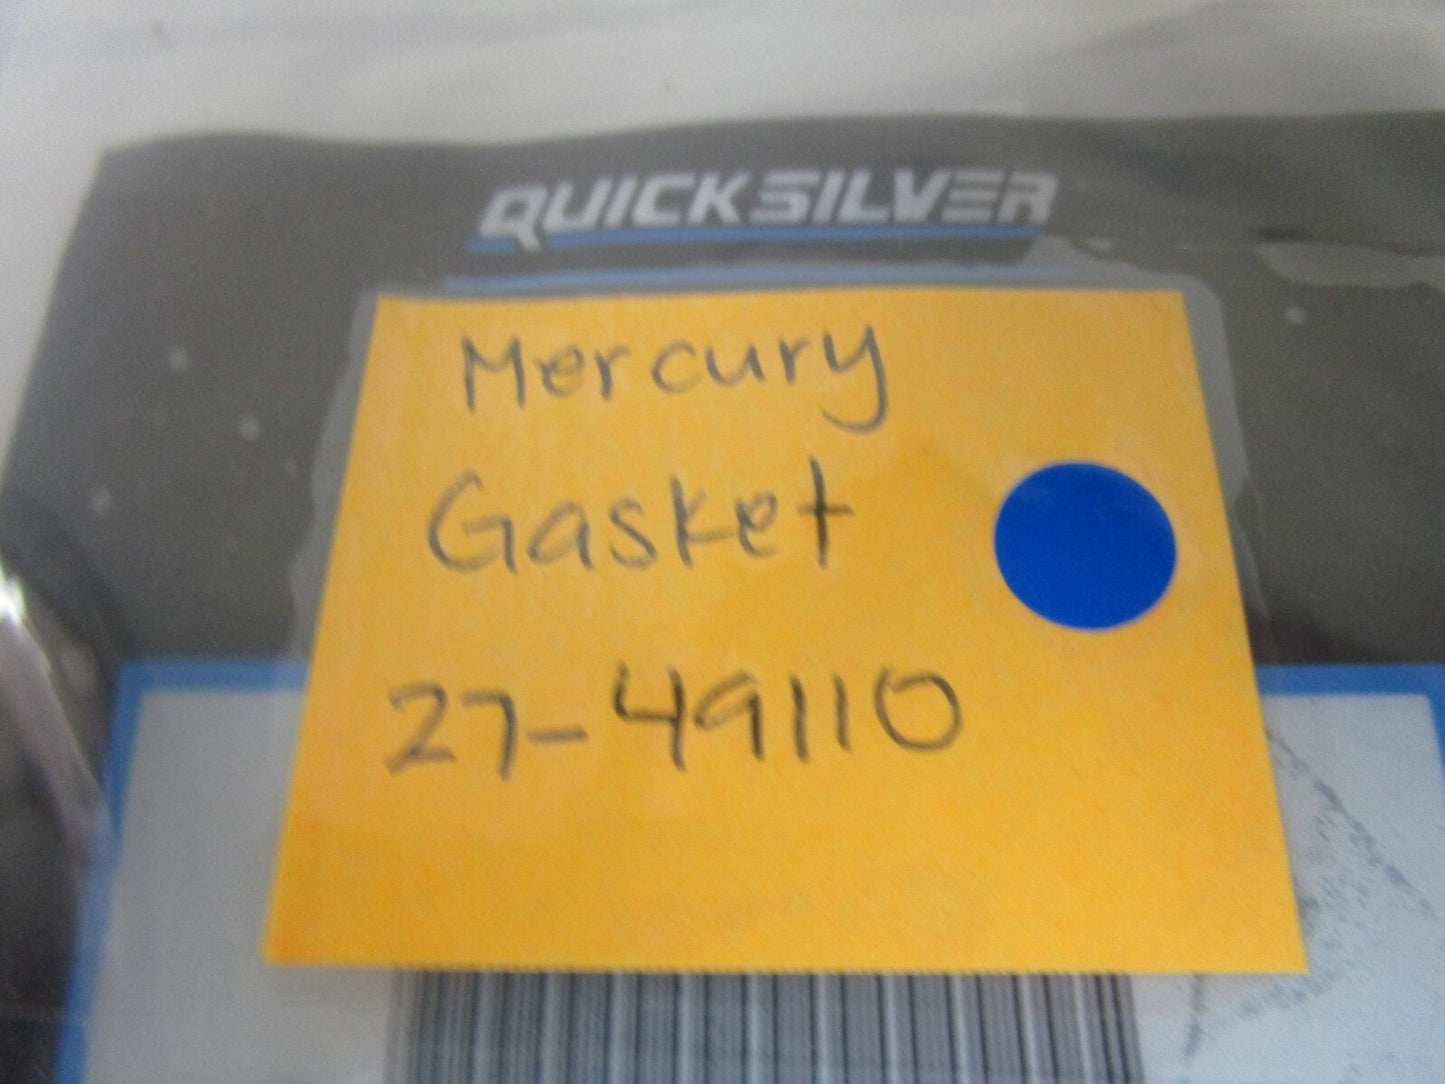 QUICKSILVER
Mercury
Gasket
27-49110